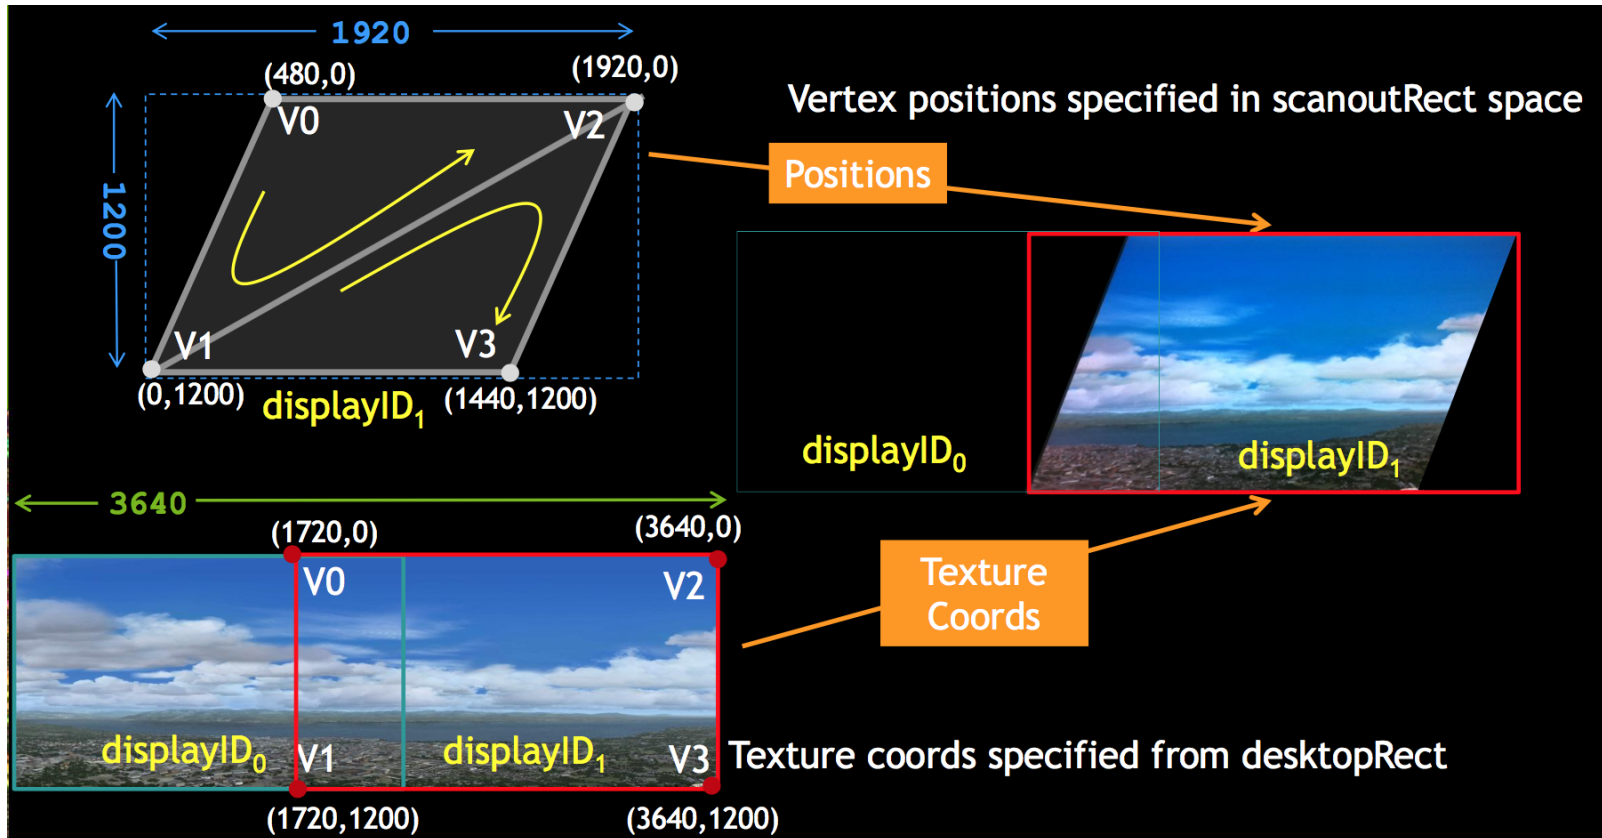 1920
(480,0)
(1920,0)
V0
V2
1200
V1
V3
(0,1200)
displayID1
(1440,1200)
Vertex positions specified in scanoutRect space
Positions
displayID0
displayID1
3640
(1720,0)
(3640,0)
V0
V2
Texture
Coords
displayID0
V1
displayID1
V3
Texture coords specified from desktopRect
(1720,1200)
(3640,1200)